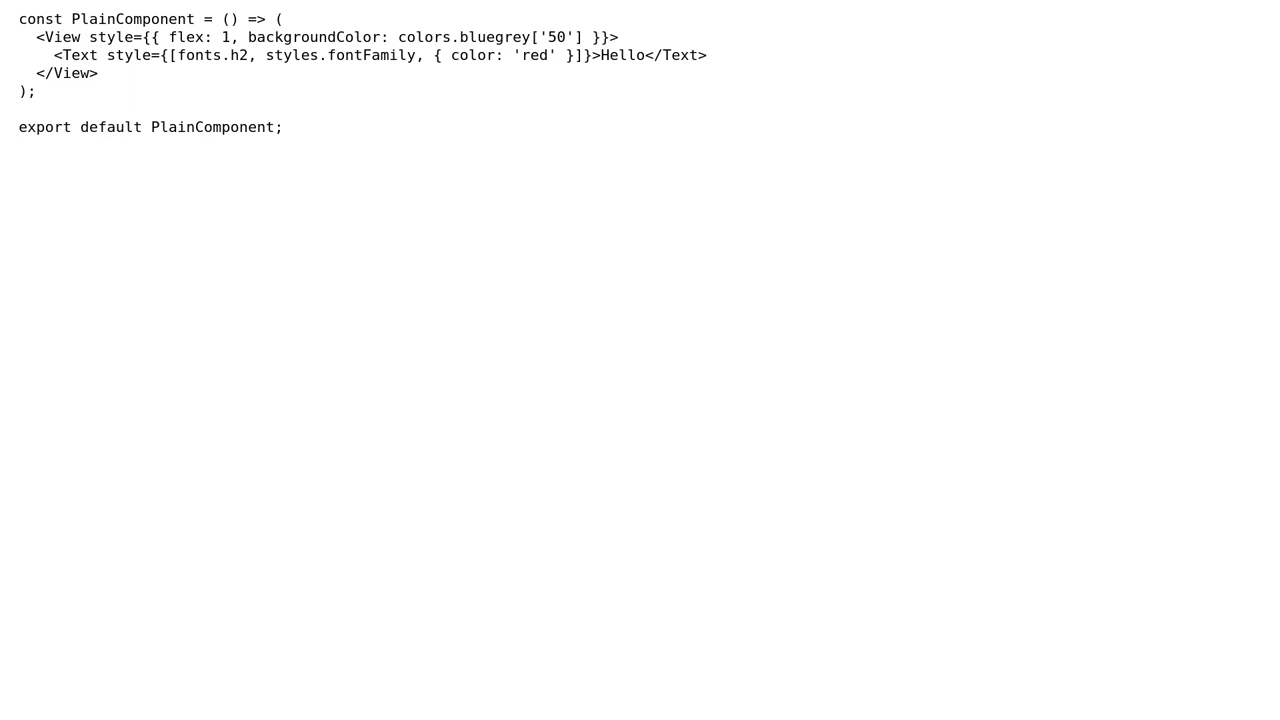 const PlainComponent = () => (
  <View style={{ flex: 1, backgroundColor: colors.bluegrey['50'] }}>
    <Text style={[fonts.h2, styles.fontFamily, { color: 'red' }]}>Hello</Text>
  </View>
);

export default PlainComponent;